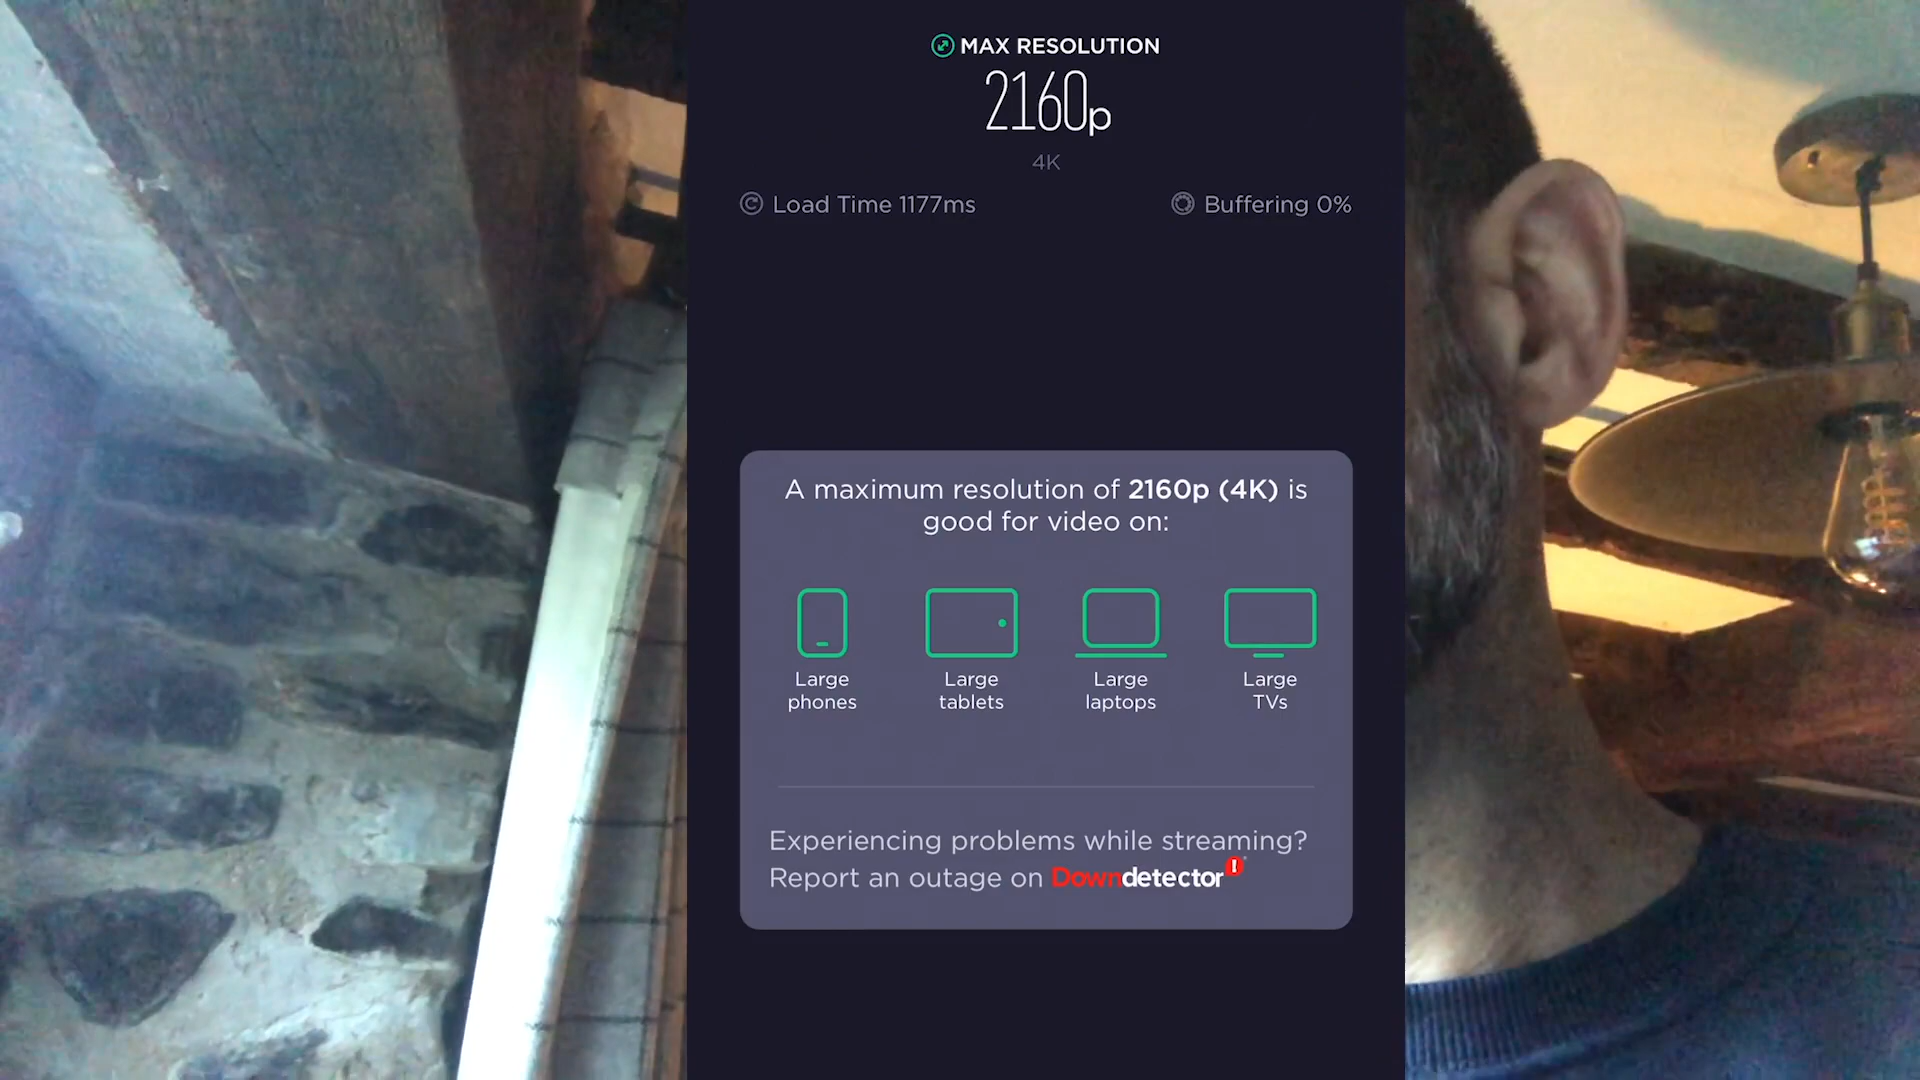 MAX RESOLUTION
2160p
4K
Load Time 1177ms
Buffering 0%
A maximum resolution of 2160p (4K) is
good for video on:
Large
phones
Large
tablets
Large
laptops
Large
TVs
Experiencing problems while streaming?
Report an outage on Downdetector